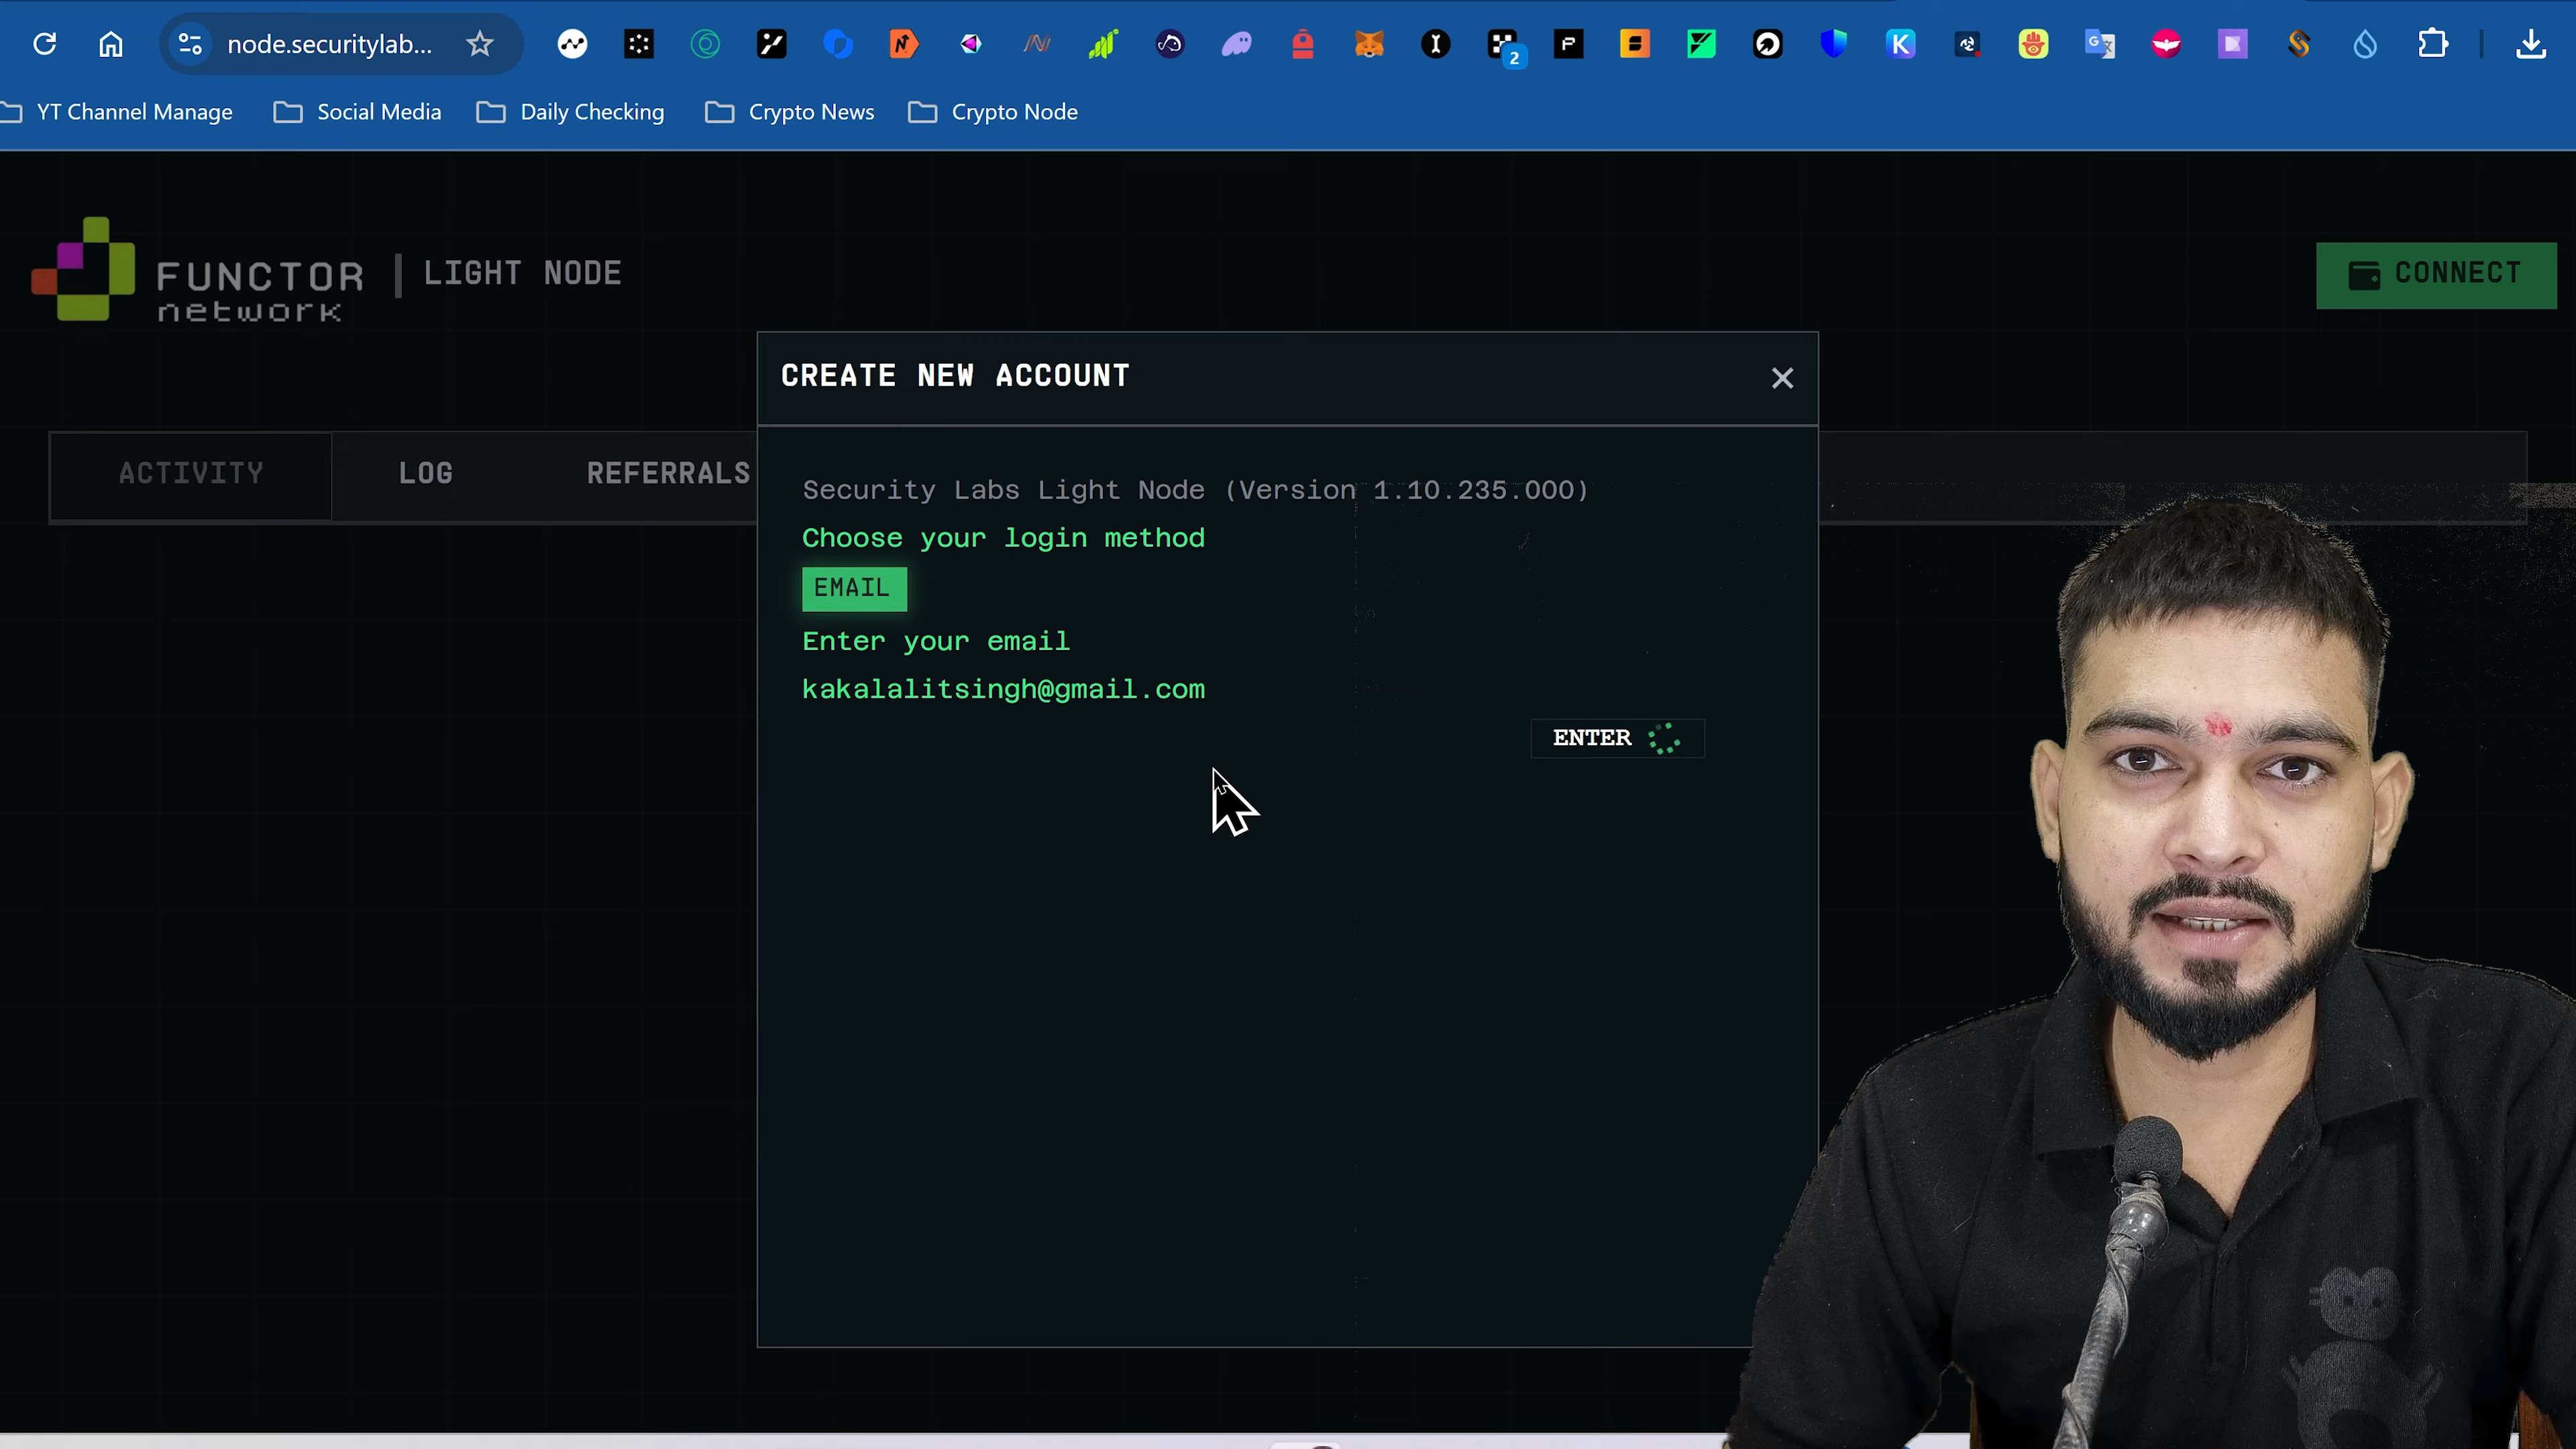 node.securitylab...
2
YT Channel Manage
Social Media
Daily Checking
Crypto News
Crypto Node
FUNCTOR
network
LIGHT NODE
CONNECT
CREATE NEW ACCOUNT
ACTIVITY
LOG
REFERRALS
Security Labs Light Node (Version 1.10.235.000)
Choose your login method
EMAIL
Enter your email
kakalalitsingh@gmail.com
ENTER